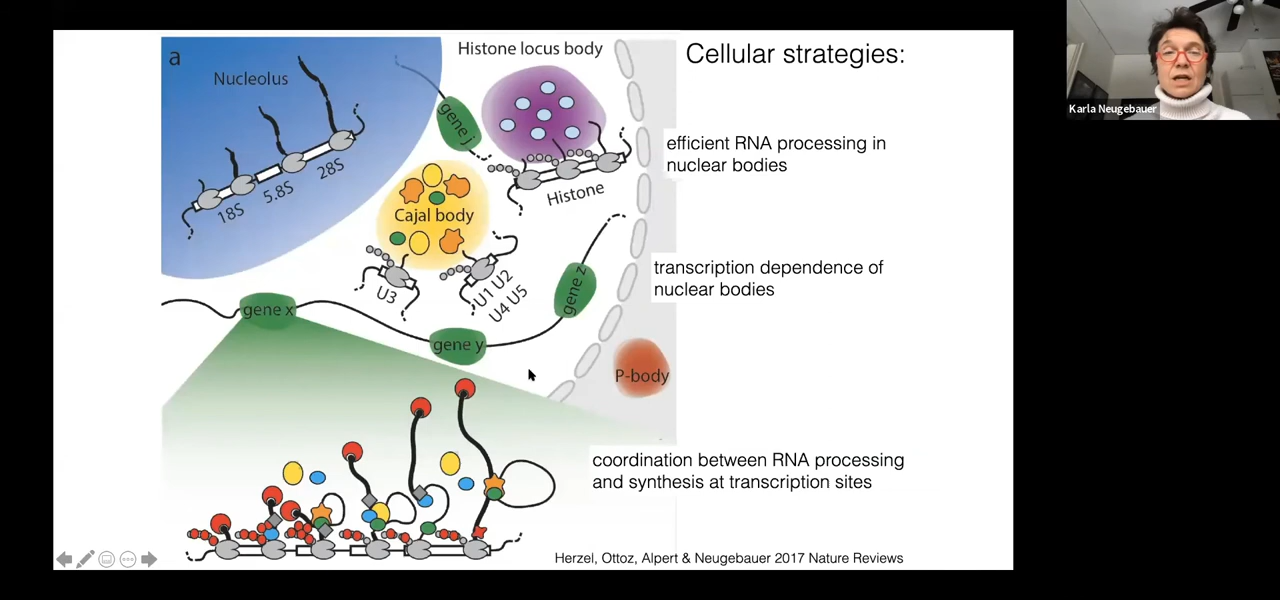 a
Nucleolus
18S
5.8S
28S
Histone locus body
gene j
Histone
Cajal body
U3
U1 U2
U4 U5
gene x
gene y
gene z
P-body
Cellular strategies:
efficient RNA processing in
nuclear bodies
transcription dependence of
nuclear bodies
coordination between RNA processing
and synthesis at transcription sites
Herzel, Ottoz, Alpert & Neugebauer 2017 Nature Reviews
Karla Neugebauer